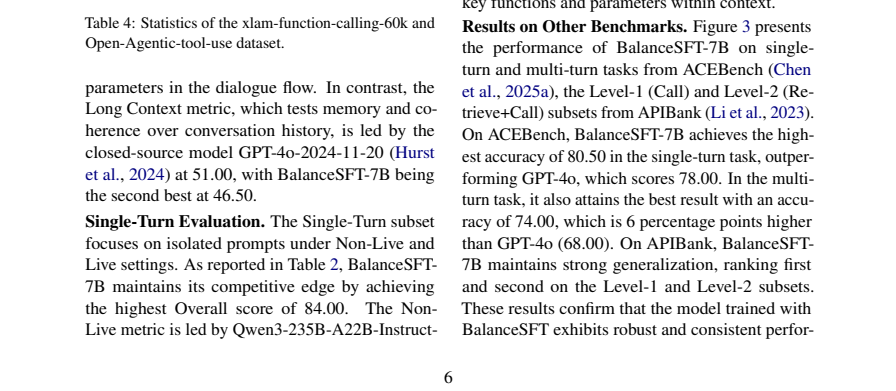 Table 4: Statistics of the xlam-function-calling-60k and
Open-Agentic-tool-use dataset.
parameters in the dialogue flow. In contrast, the
Long Context metric, which tests memory and co-
herence over conversation history, is led by the
closed-source model GPT-4o-2024-11-20 (Hurst
et al., 2024) at 51.00, with BalanceSFT-7B being
the second best at 46.50.
Single-Turn Evaluation. The Single-Turn subset
focuses on isolated prompts under Non-Live and
Live settings. As reported in Table 2, BalanceSFT-
7B maintains its competitive edge by achieving
the highest Overall score of 84.00. The Non-
Live metric is led by Qwen3-235B-A22B-Instruct-
key functions and parameters within context.
Results on Other Benchmarks. Figure 3 presents
the performance of BalanceSFT-7B on single-
turn and multi-turn tasks from ACEBench (Chen
et al., 2025a), the Level-1 (Call) and Level-2 (Re-
trieve+Call) subsets from APIBank (Li et al., 2023).
On ACEBench, BalanceSFT-7B achieves the high-
est accuracy of 80.50 in the single-turn task, outper-
forming GPT-4o, which scores 78.00. In the multi-
turn task, it also attains the best result with an accu-
racy of 74.00, which is 6 percentage points higher
than GPT-4o (68.00). On APIBank, BalanceSFT-
7B maintains strong generalization, ranking first
and second on the Level-1 and Level-2 subsets.
These results confirm that the model trained with
BalanceSFT exhibits robust and consistent perfor-
6